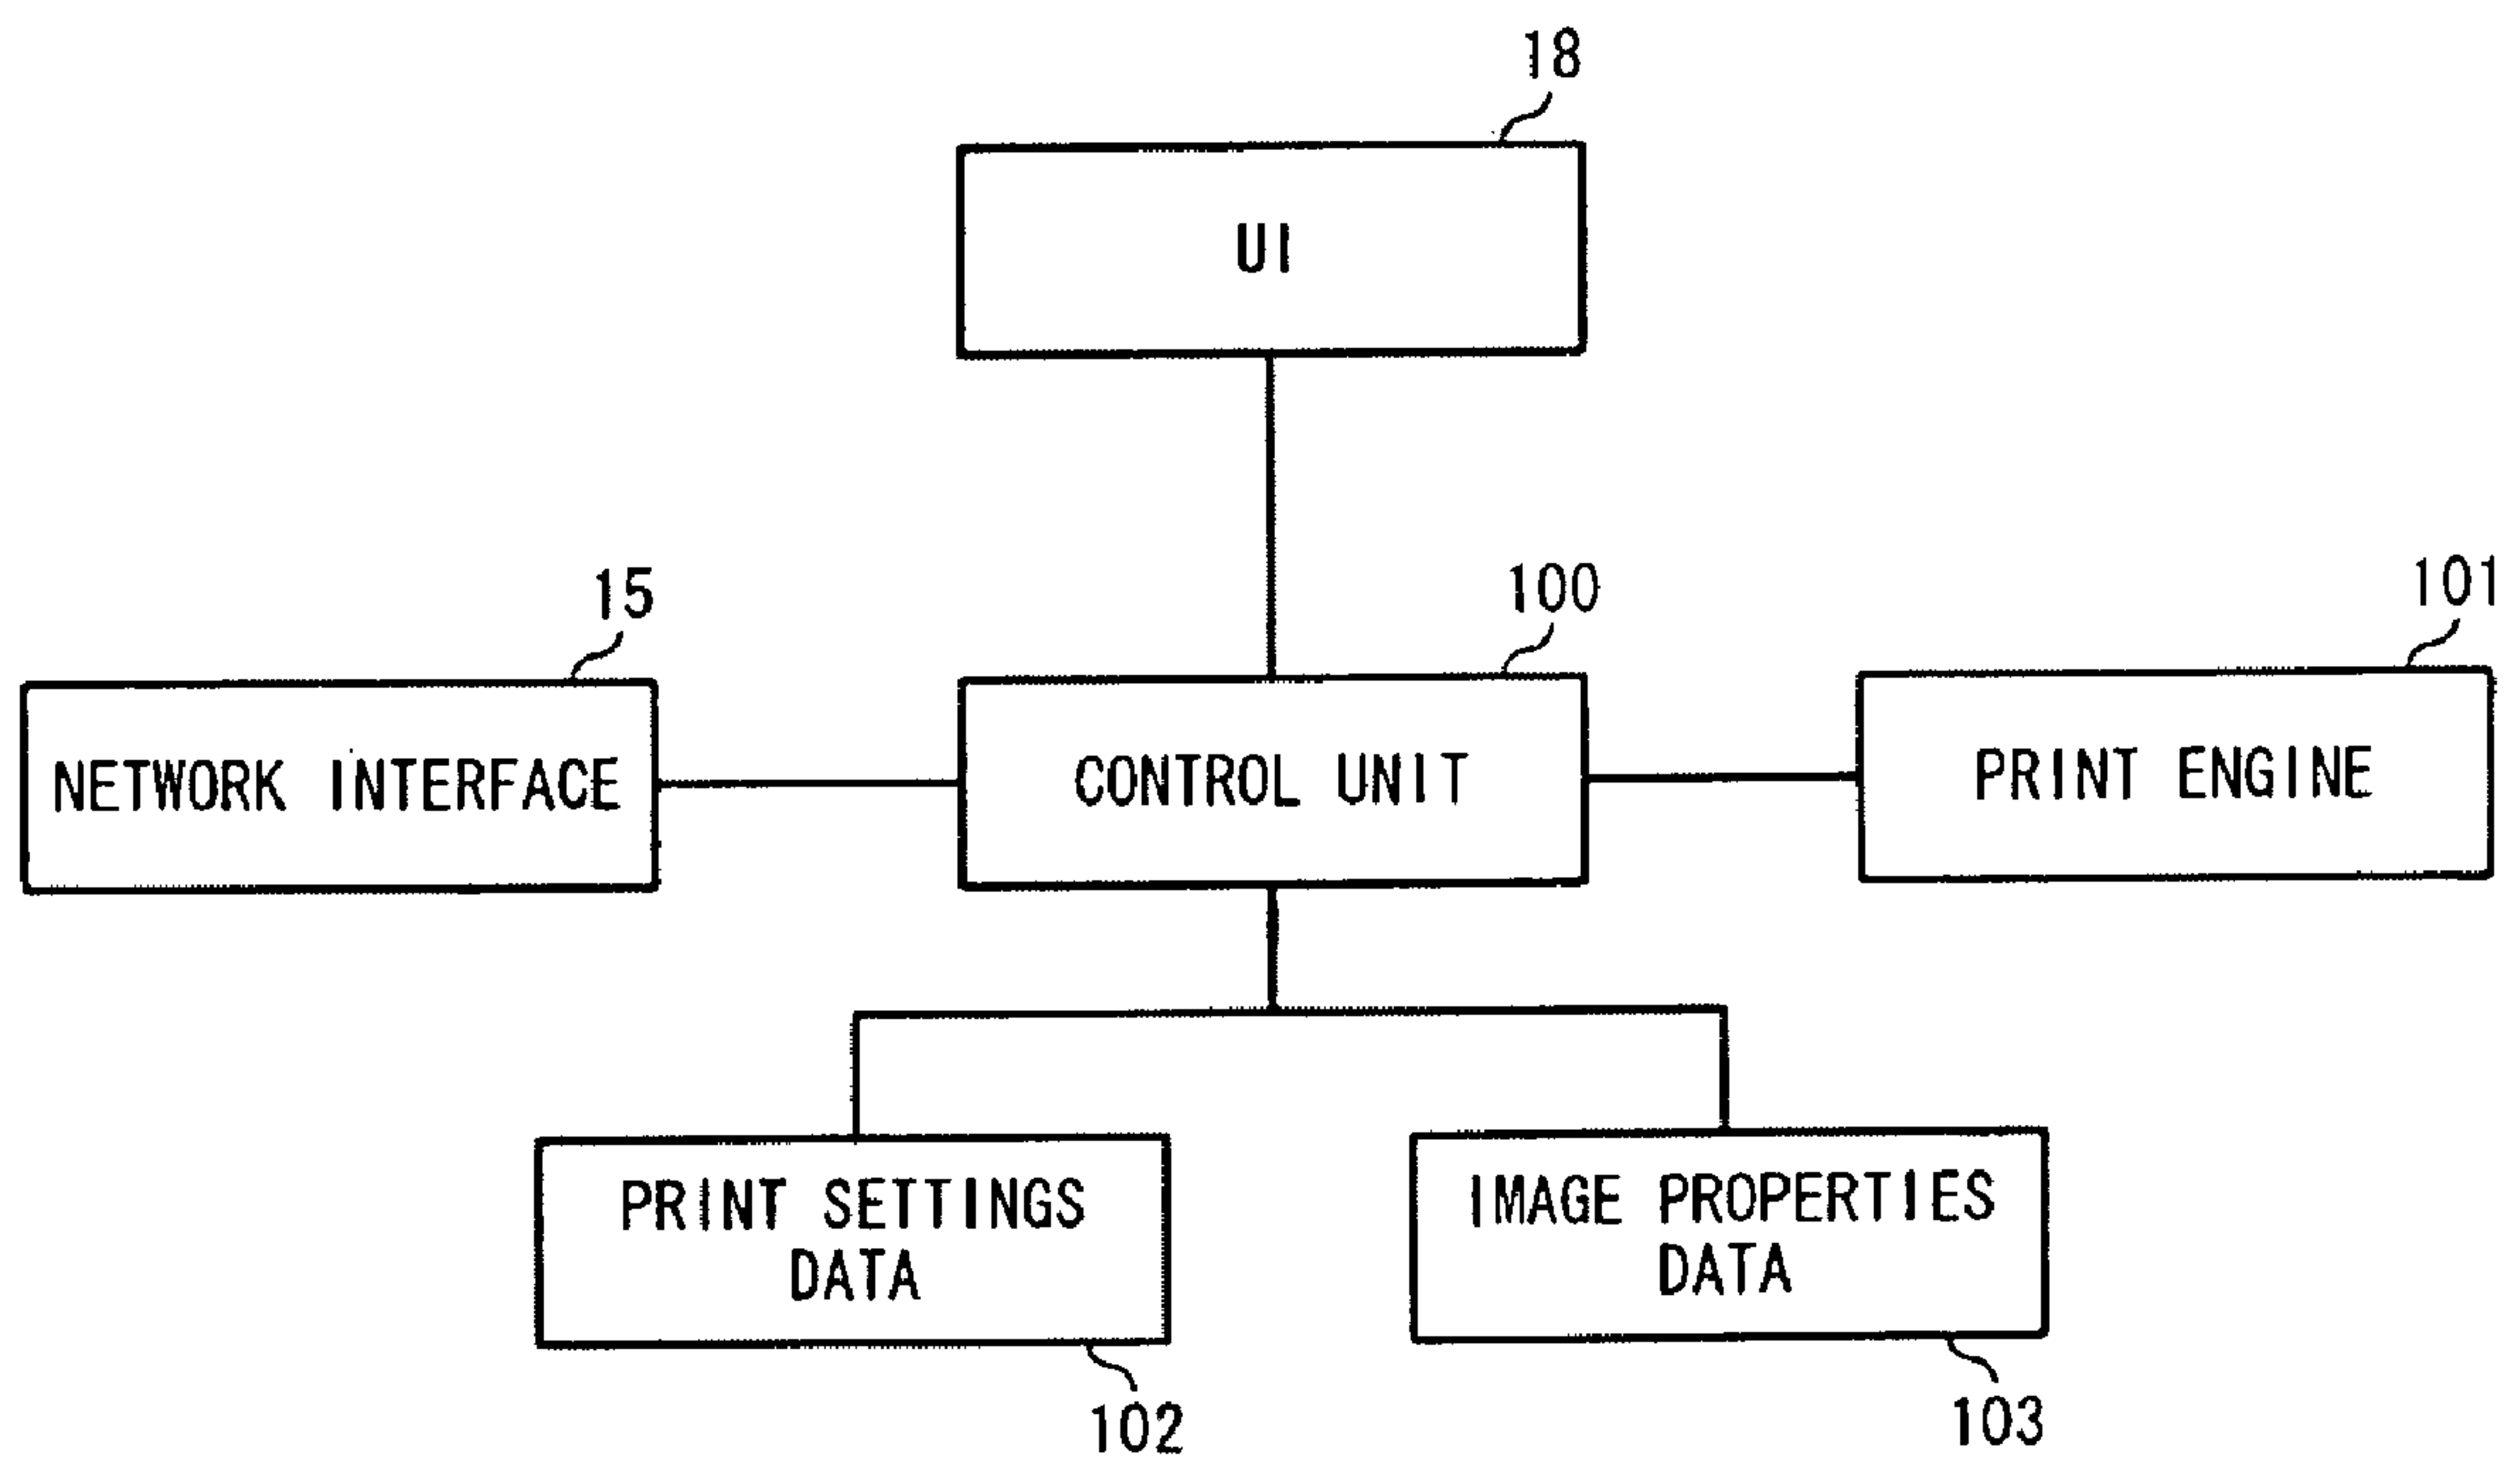 18
UI
15
100
101
NETWORK INTERFACE
CONTROL UNIT
PRINT ENGINE
PRINT SETTINGS
DATA
IMAGE PROPERTIES
DATA
102
103